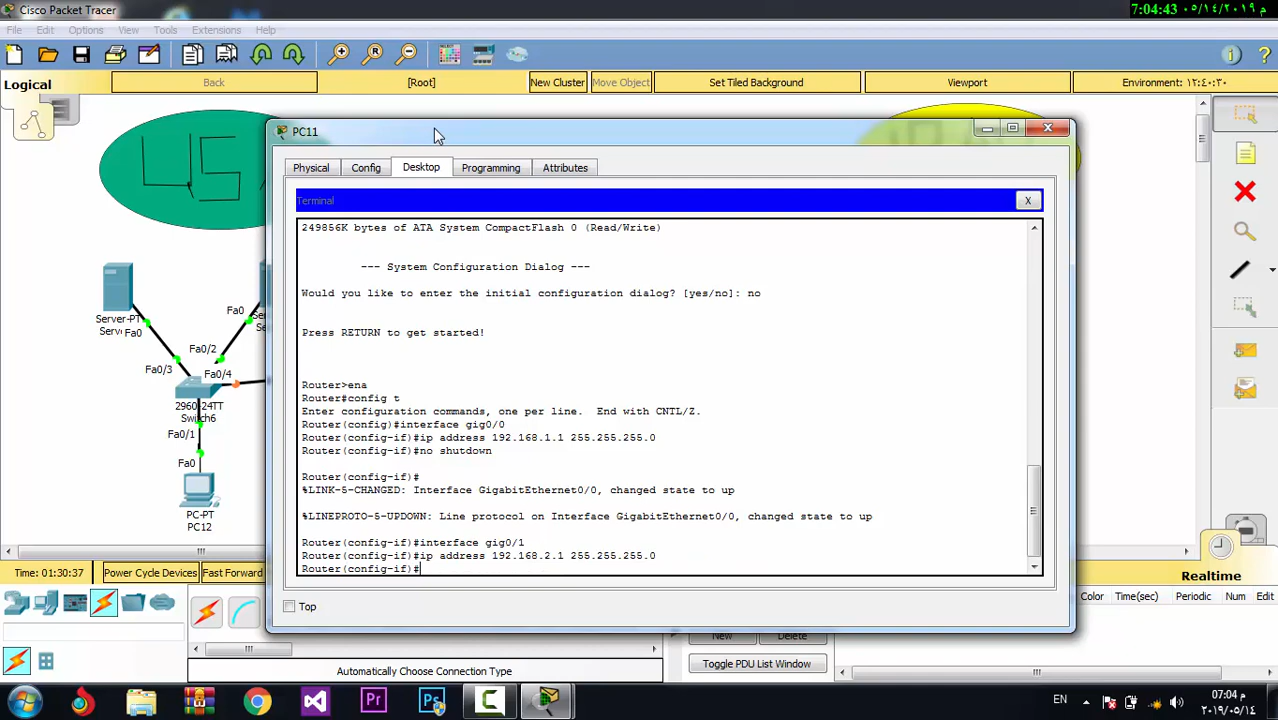 Cisco Packet Tracer
7:04:43 م ٢٠١٩/٠٥/١٤
File Edit Options View Tools Extensions Help
Logical
Back
[Root]
New Cluster
Move Object
Set Tiled Background
Viewport
Environment: ١٢:٤٠:٣٠
PC11
Physical Config Desktop Programming Attributes
Terminal
X
249856K bytes of ATA System CompactFlash 0 (Read/Write)
--- System Configuration Dialog ---
Would you like to enter the initial configuration dialog? [yes/no]: no
Press RETURN to get started!
Router>ena
Router#config t
Enter configuration commands, one per line. End with CNTL/Z.
Router(config)#interface gig0/0
Router(config-if)#ip address 192.168.1.1 255.255.255.0
Router(config-if)#no shutdown
Router(config-if)#
%LINK-5-CHANGED: Interface GigabitEthernet0/0, changed state to up
%LINEPROTO-5-UPDOWN: Line protocol on Interface GigabitEthernet0/0, changed state to up
Router(config-if)#interface gig0/1
Router(config-if)#ip address 192.168.2.1 255.255.255.0
Router(config-if)#
Top
Server-PT
Fa0
Fa0
Fa0/2
Fa0/3
Fa0/4
2960-24TT
Switch6
Fa0/1
Fa0
PC-PT
PC12
Time: 01:30:37
Power Cycle Devices
Fast Forward
Realtime
Color Time(sec) Periodic Num Edit
New
Delete
Toggle PDU List Window
Automatically Choose Connection Type
Pr
Ps
EN
07:04 م
٢٠١٩/٠٥/١٤